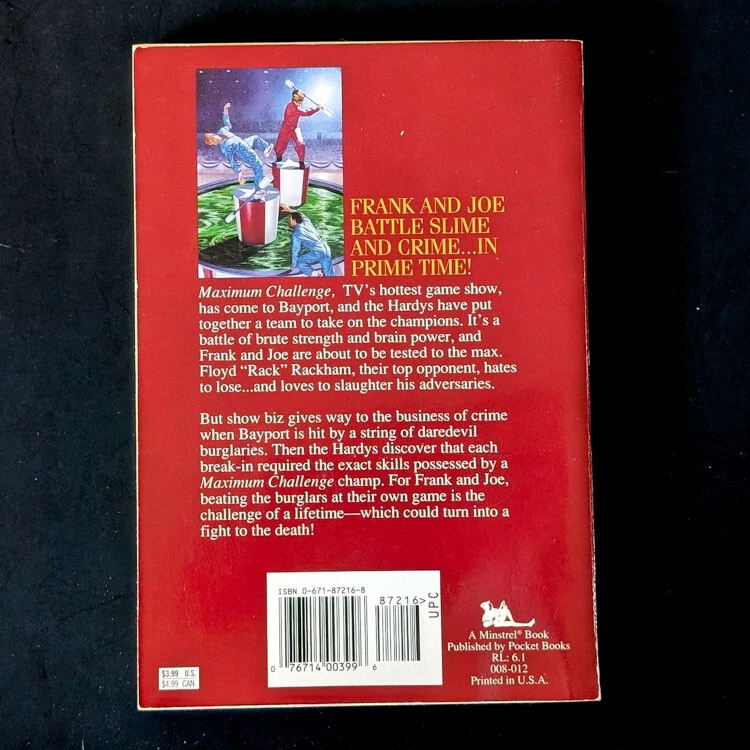 FRANK AND JOE
BATTLE SLIME
AND CRIME...IN
PRIME TIME!
Maximum Challenge, TV's hottest game show,
has come to Bayport, and the Hardys have put
together a team to take on the champions. It's a
battle of brute strength and brain power, and
Frank and Joe are about to be tested to the max.
Floyd “Rack” Rackham, their top opponent, hates
to lose...and loves to slaughter his adversaries.
But show biz gives way to the business of crime
when Bayport is hit by a string of daredevil
burglaries. Then the Hardys discover that each
break-in required the exact skills possessed by a
Maximum Challenge champ. For Frank and Joe,
beating the burglars at their own game is the
challenge of a lifetime—which could turn into a
fight to the death!
ISBN 0-671-87216-8
87216>
UPC
0 76714 00399 6
$3.99 U.S.
$4.99 CAN
A Minstrel® Book
Published by Pocket Books
RL: 6.1
008-012
Printed in U.S.A.